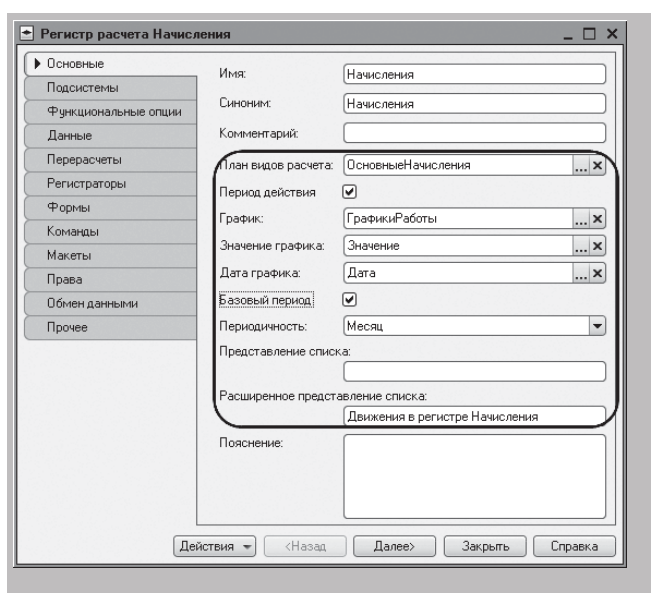 Регистр расчета Начисления
Основные
Подсистемы
Функциональные опции
Данные
Перерасчеты
Регистраторы
Формы
Команды
Макеты
Права
Обмен данными
Прочее
Имя: Начисления
Синоним: Начисления
Комментарий:
План видов расчета: ОсновныеНачисления ... ×
Период действия
График: ГрафикиРаботы ... ×
Значение графика: Значение ... ×
Дата графика: Дата ... ×
Базовый период
Периодичность: Месяц
Представление списка:
Расширенное представление списка:
Движения в регистре Начисления
Пояснение:
Действия <Назад Далее> Закрыть Справка